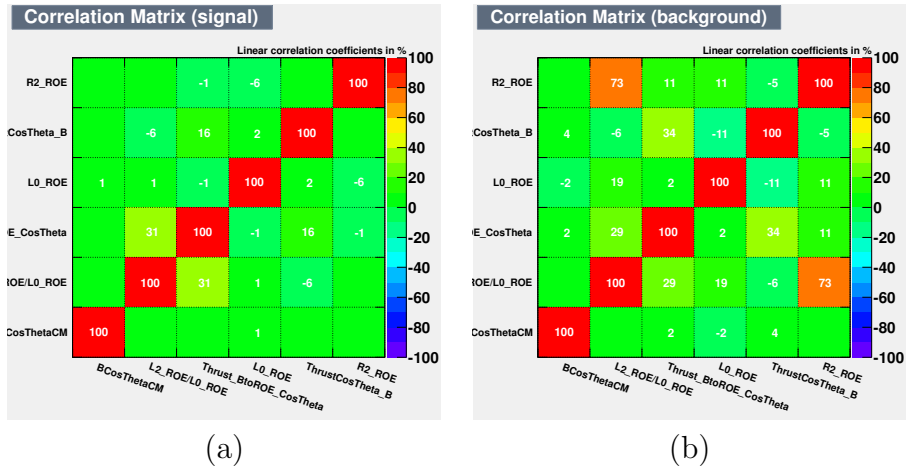 Correlation Matrix (signal)
Linear correlation coefficients in %
R2_ROE -1 -6 100
CosTheta_B -6 16 2 100
L0_ROE 1 1 -1 100 2 -6
OE_CosTheta 31 100 -1 16 -1
ROE/L0_ROE 100 31 1 -6
CosThetaCM 100 1
BCosThetaCM L2_ROE/L0_ROE Thrust_BtoROE_CosTheta L0_ROE ThrustCosTheta_B R2_ROE
100
80
60
40
20
0
-20
-40
-60
-80
-100
(a)
Correlation Matrix (background)
Linear correlation coefficients in %
R2_ROE 73 11 11 -5 100
CosTheta_B 4 -6 34 -11 100 -5
L0_ROE -2 19 2 100 -11 11
OE_CosTheta 2 29 100 2 34 11
ROE/L0_ROE 100 29 19 -6 73
CosThetaCM 100 2 -2 4
BCosThetaCM L2_ROE/L0_ROE Thrust_BtoROE_CosTheta L0_ROE ThrustCosTheta_B R2_ROE
100
80
60
40
20
0
-20
-40
-60
-80
-100
(b)